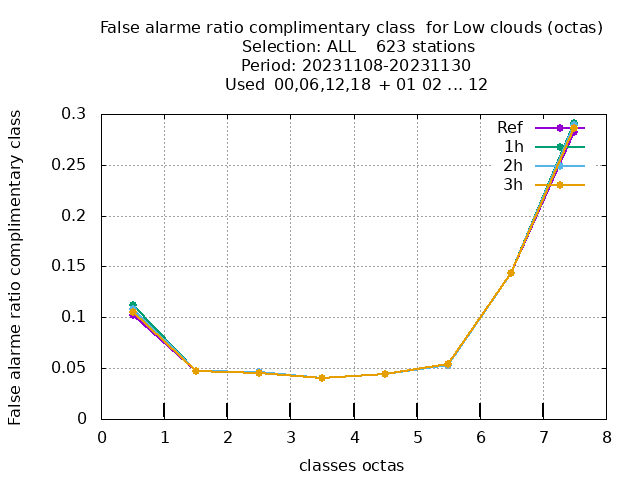 False alarme ratio complimentary class  for Low clouds (octas)
Selection: ALL    623 stations
Period: 20231108-20231130
Used  00,06,12,18  + 01 02 ... 12
False alarme ratio complimentary class
0.3
0.25
0.2
0.15
0.1
0.05
0
Ref
1h
2h
3h
0 1 2 3 4 5 6 7 8
classes octas